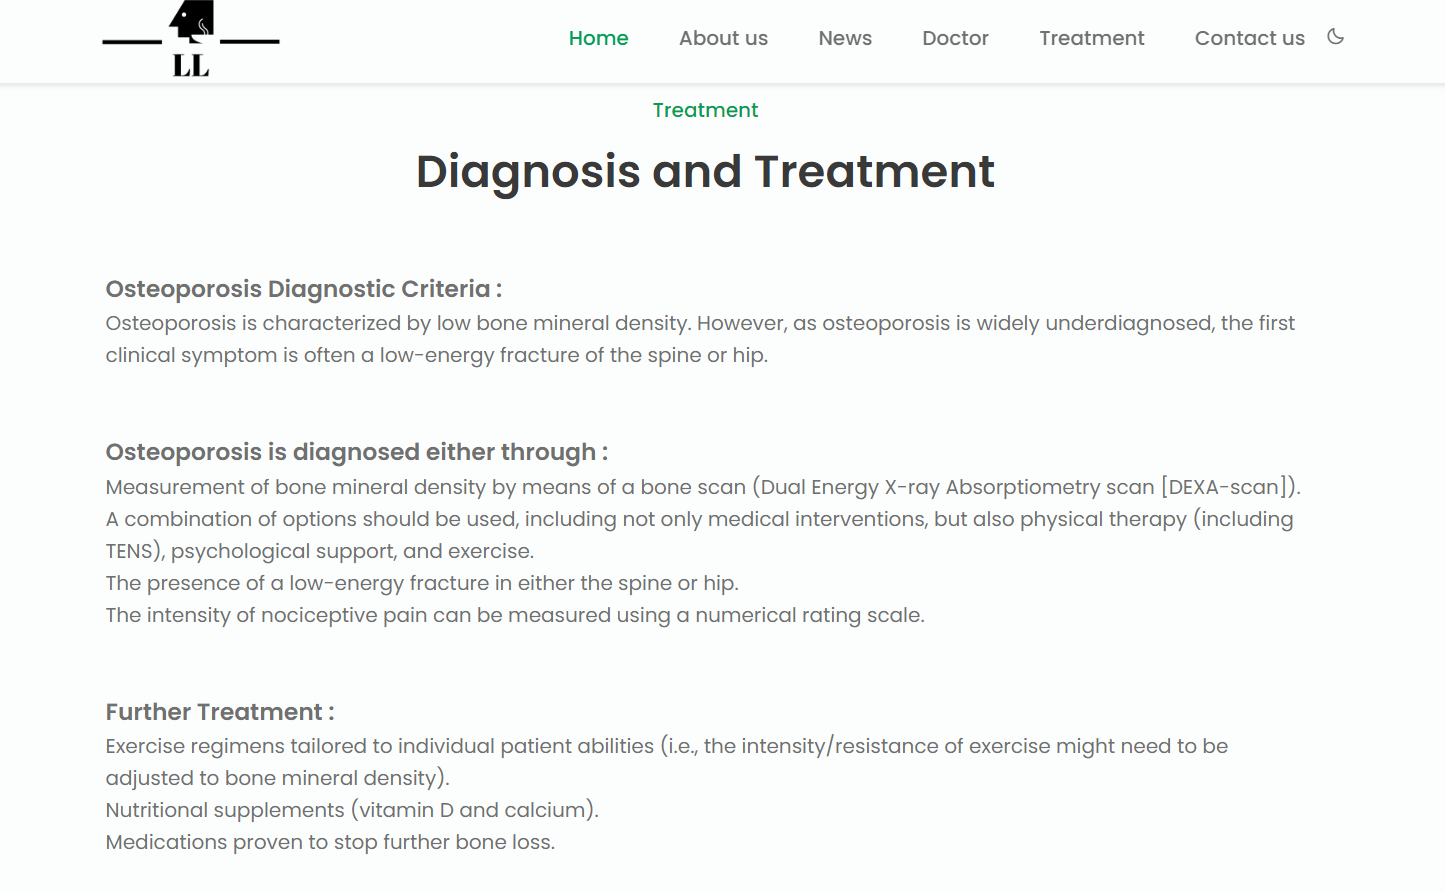 LL
Home About us News Doctor Treatment Contact us
Treatment
Diagnosis and Treatment
Osteoporosis Diagnostic Criteria :
Osteoporosis is characterized by low bone mineral density. However, as osteoporosis is widely underdiagnosed, the first
clinical symptom is often a low-energy fracture of the spine or hip.
Osteoporosis is diagnosed either through :
Measurement of bone mineral density by means of a bone scan (Dual Energy X-ray Absorptiometry scan [DEXA-scan]).
A combination of options should be used, including not only medical interventions, but also physical therapy (including
TENS), psychological support, and exercise.
The presence of a low-energy fracture in either the spine or hip.
The intensity of nociceptive pain can be measured using a numerical rating scale.
Further Treatment :
Exercise regimens tailored to individual patient abilities (i.e., the intensity/resistance of exercise might need to be
adjusted to bone mineral density).
Nutritional supplements (vitamin D and calcium).
Medications proven to stop further bone loss.